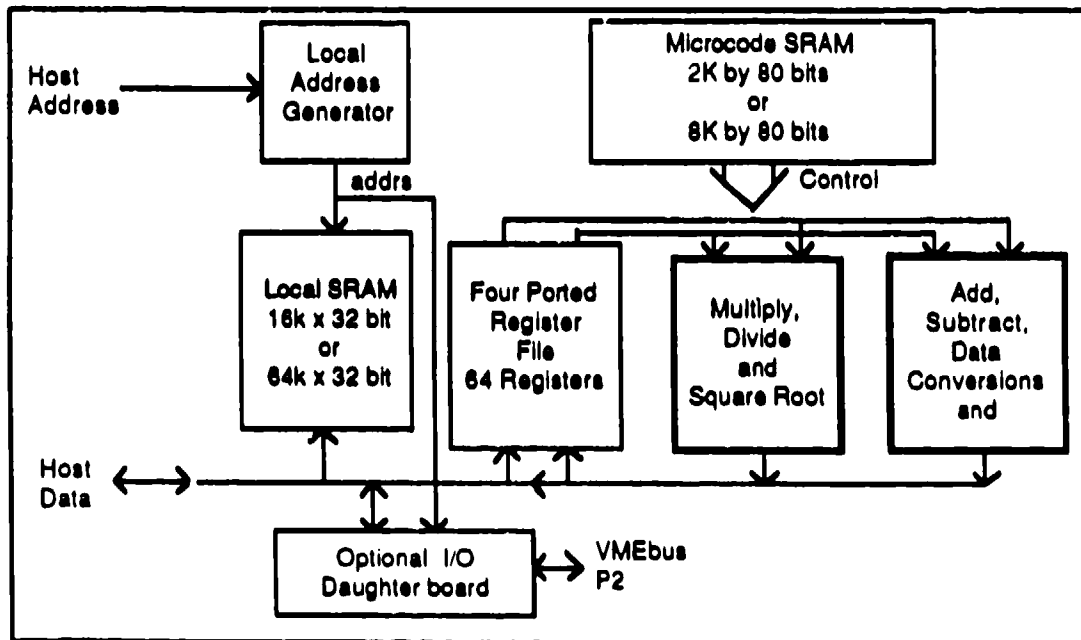 Host
Address
Local
Address
Generator
Microcode SRAM
2K by 80 bits
or
8K by 80 bits
addrs
Control
Local SRAM
16k x 32 bit
or
64k x 32 bit
Four Ported
Register
File
64 Registers
Multiply,
Divide
and
Square Root
Add,
Subtract,
Data
Conversions
and
Host
Data
Optional I/O
Daughter board
VMEbus
P2